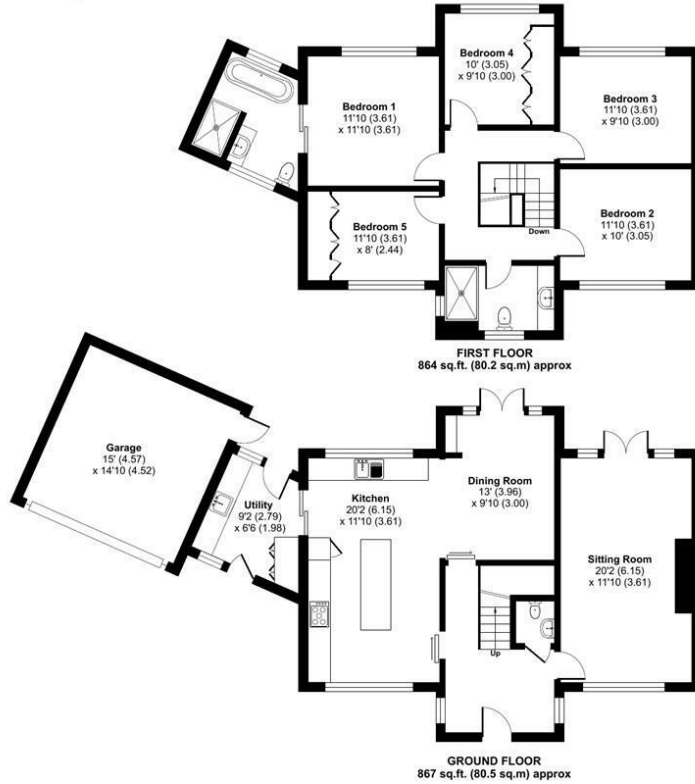 Bedroom 4
10' (3.05)
x 9'10 (3.00)
Bedroom 1
11'10 (3.61)
x 11'10 (3.61)
Bedroom 3
11'10 (3.61)
x 9'10 (3.00)
Bedroom 5
11'10 (3.61)
x 8' (2.44)
Bedroom 2
11'10 (3.61)
x 10' (3.05)
Down
FIRST FLOOR
864 sq.ft. (80.2 sq.m) approx
Garage
15' (4.57)
x 14'10 (4.52)
Utility
9'2 (2.79)
x 6'6 (1.98)
Kitchen
20'2 (6.15)
x 11'10 (3.61)
Dining Room
13' (3.96)
x 9'10 (3.00)
Sitting Room
20'2 (6.15)
x 11'10 (3.61)
Up
GROUND FLOOR
867 sq.ft. (80.5 sq.m) approx